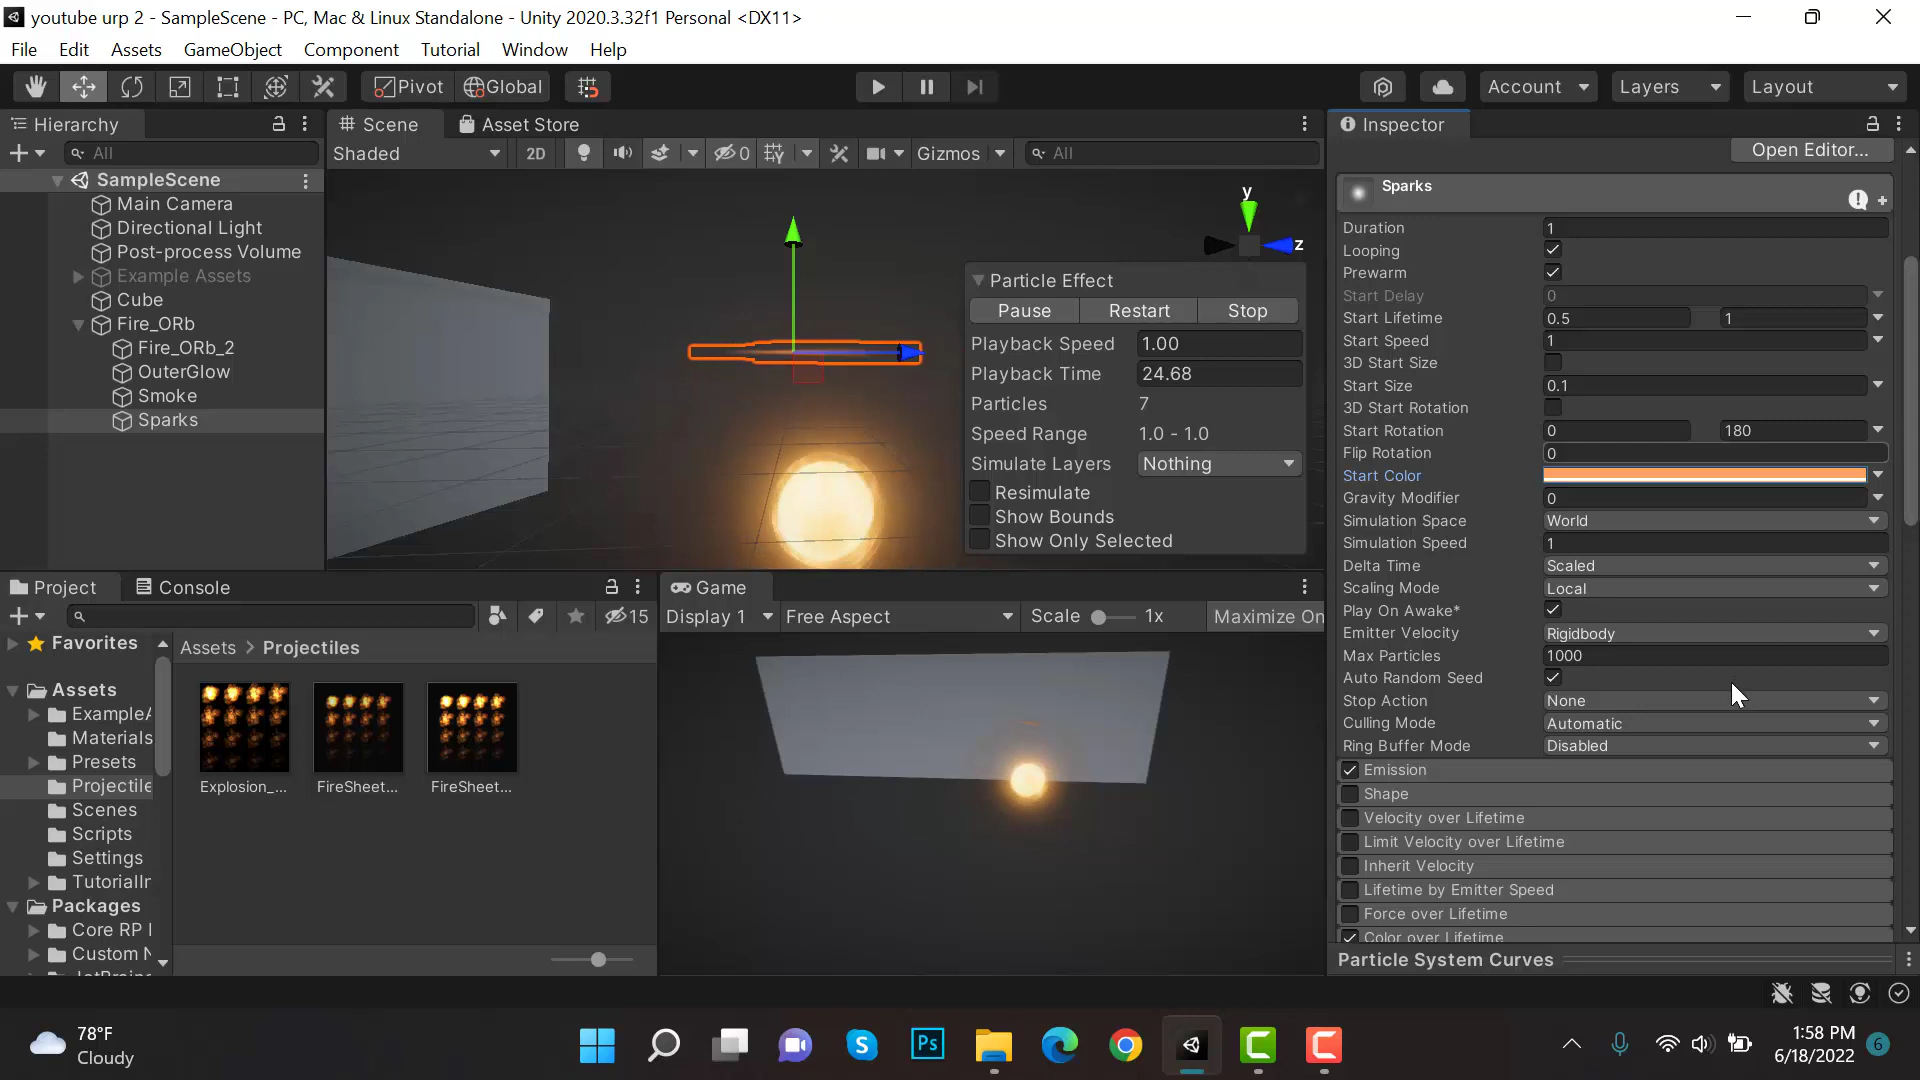 youtube urp 2 - SampleScene - PC, Mac & Linux Standalone - Unity 2020.3.32f1 Personal <DX11>
File Edit Assets GameObject Component Tutorial Window Help
Pivot Global Account Layers Layout
Hierarchy
All
SampleScene
Main Camera
Directional Light
Post-process Volume
Example Assets
Cube
Fire_ORb
Fire_ORb_2
OuterGlow
Smoke
Sparks
Scene Asset Store
Shaded 2D 0 Gizmos All
y
z
Particle Effect
Pause Restart Stop
Playback Speed 1.00
Playback Time 24.68
Particles 7
Speed Range 1.0 - 1.0
Simulate Layers Nothing
Resimulate
Show Bounds
Show Only Selected
Project Console
15
Favorites
Assets
ExampleA
Materials
Presets
Projectile
Scenes
Scripts
Settings
TutorialIn
Packages
Core RP l
Custom N
Assets > Projectiles
Explosion_... FireSheet... FireSheet...
Game
Display 1 Free Aspect Scale 1x Maximize On
Inspector
Open Editor...
Sparks
Duration 1
Looping
Prewarm
Start Delay 0
Start Lifetime 0.5 1
Start Speed 1
3D Start Size
Start Size 0.1
3D Start Rotation
Start Rotation 0 180
Flip Rotation 0
Start Color
Gravity Modifier 0
Simulation Space World
Simulation Speed 1
Delta Time Scaled
Scaling Mode Local
Play On Awake*
Emitter Velocity Rigidbody
Max Particles 1000
Auto Random Seed
Stop Action None
Culling Mode Automatic
Ring Buffer Mode Disabled
Emission
Shape
Velocity over Lifetime
Limit Velocity over Lifetime
Inherit Velocity
Lifetime by Emitter Speed
Force over Lifetime
Color over Lifetime
Particle System Curves
78°F
Cloudy
Ps
1:58 PM
6/18/2022
6